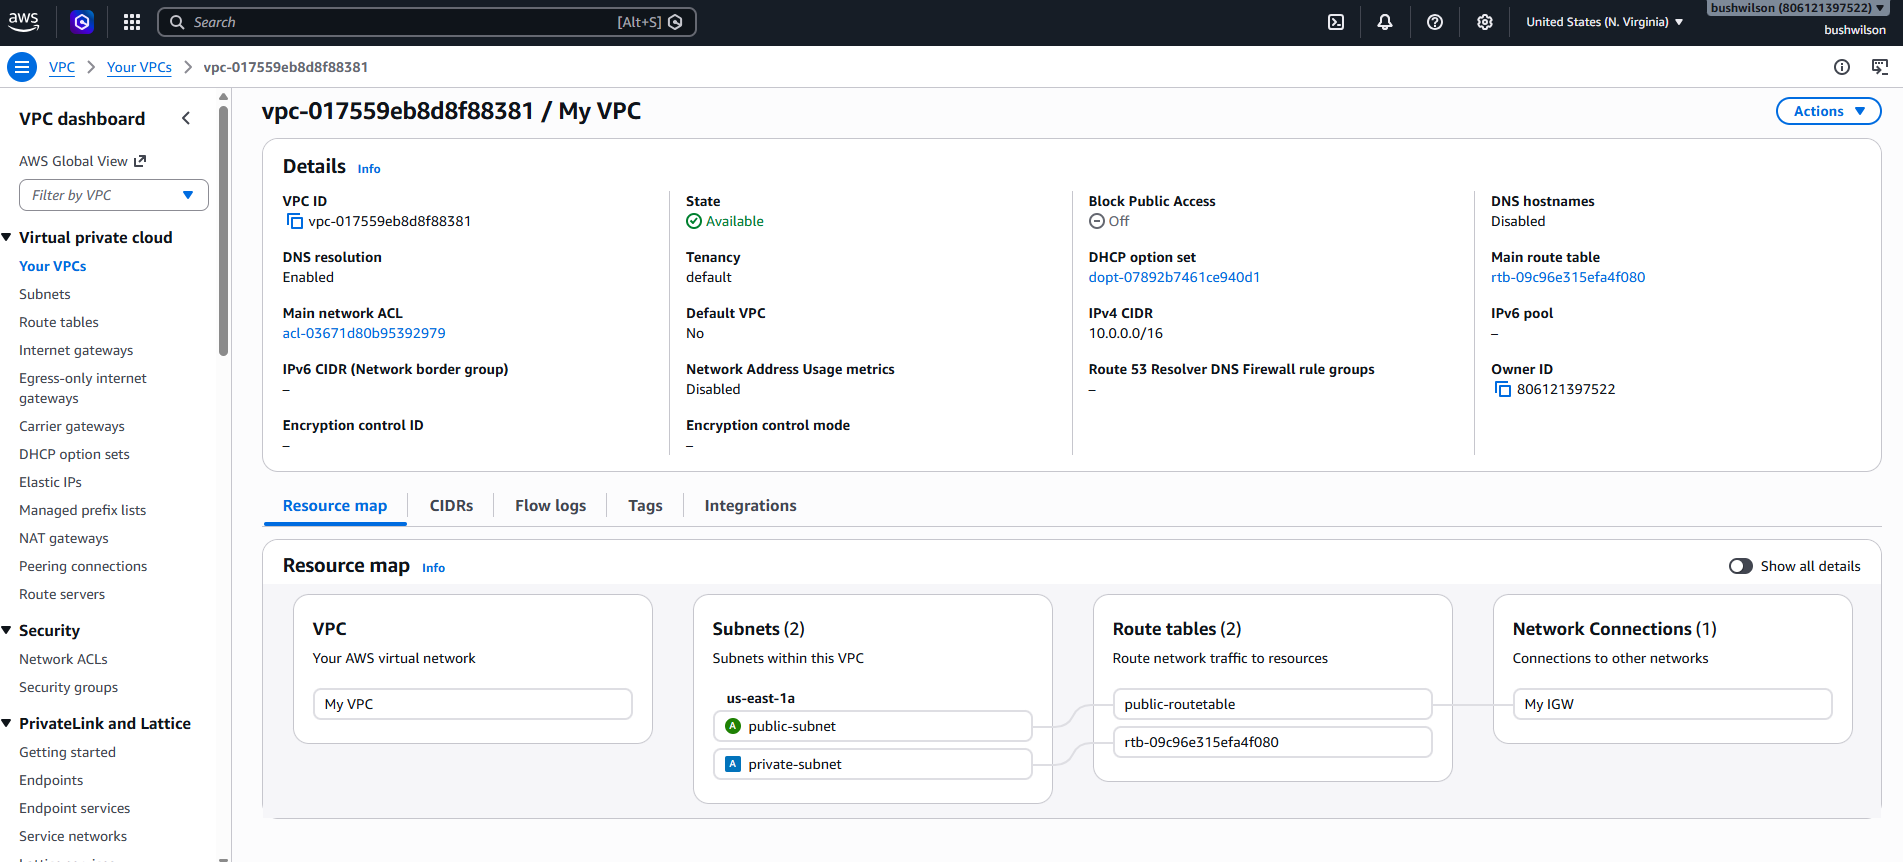 aws
Search
[Alt+S]
United States (N. Virginia)
bushwilson (806121397522)
bushwilson
VPC
Your VPCs
vpc-017559eb8d8f88381
VPC dashboard
AWS Global View
Filter by VPC
Virtual private cloud
Your VPCs
Subnets
Route tables
Internet gateways
Egress-only internet
gateways
Carrier gateways
DHCP option sets
Elastic IPs
Managed prefix lists
NAT gateways
Peering connections
Route servers
Security
Network ACLs
Security groups
PrivateLink and Lattice
Getting started
Endpoints
Endpoint services
Service networks
vpc-017559eb8d8f88381 / My VPC
Actions
Details Info
VPC ID
vpc-017559eb8d8f88381
State
Available
Block Public Access
Off
DNS hostnames
Disabled
DNS resolution
Enabled
Tenancy
default
DHCP option set
dopt-07892b7461ce940d1
Main route table
rtb-09c96e315efa4f080
Main network ACL
acl-03671d80b95392979
Default VPC
No
IPv4 CIDR
10.0.0.0/16
IPv6 pool
–
IPv6 CIDR (Network border group)
–
Network Address Usage metrics
Disabled
Route 53 Resolver DNS Firewall rule groups
–
Owner ID
806121397522
Encryption control ID
–
Encryption control mode
–
Resource map
CIDRs
Flow logs
Tags
Integrations
Resource map Info
Show all details
VPC
Your AWS virtual network
My VPC
Subnets (2)
Subnets within this VPC
us-east-1a
A public-subnet
A private-subnet
Route tables (2)
Route network traffic to resources
public-routetable
rtb-09c96e315efa4f080
Network Connections (1)
Connections to other networks
My IGW